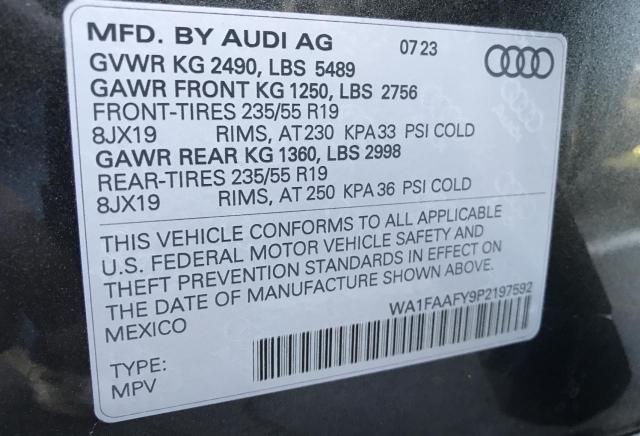 MFD. BY AUDI AG 07 23
GVWR KG 2490, LBS 5489
GAWR FRONT KG 1250, LBS 2756
FRONT-TIRES 235/55 R19
8JX19 RIMS, AT 230 KPA 33 PSI COLD
GAWR REAR KG 1360, LBS 2998
REAR-TIRES 235/55 R19
8JX19 RIMS, AT 250 KPA 36 PSI COLD
THIS VEHICLE CONFORMS TO ALL APPLICABLE
U.S. FEDERAL MOTOR VEHICLE SAFETY AND
THEFT PREVENTION STANDARDS IN EFFECT ON
THE DATE OF MANUFACTURE SHOWN ABOVE.
MEXICO
WA1FAAFY9P2197592
TYPE:
MPV